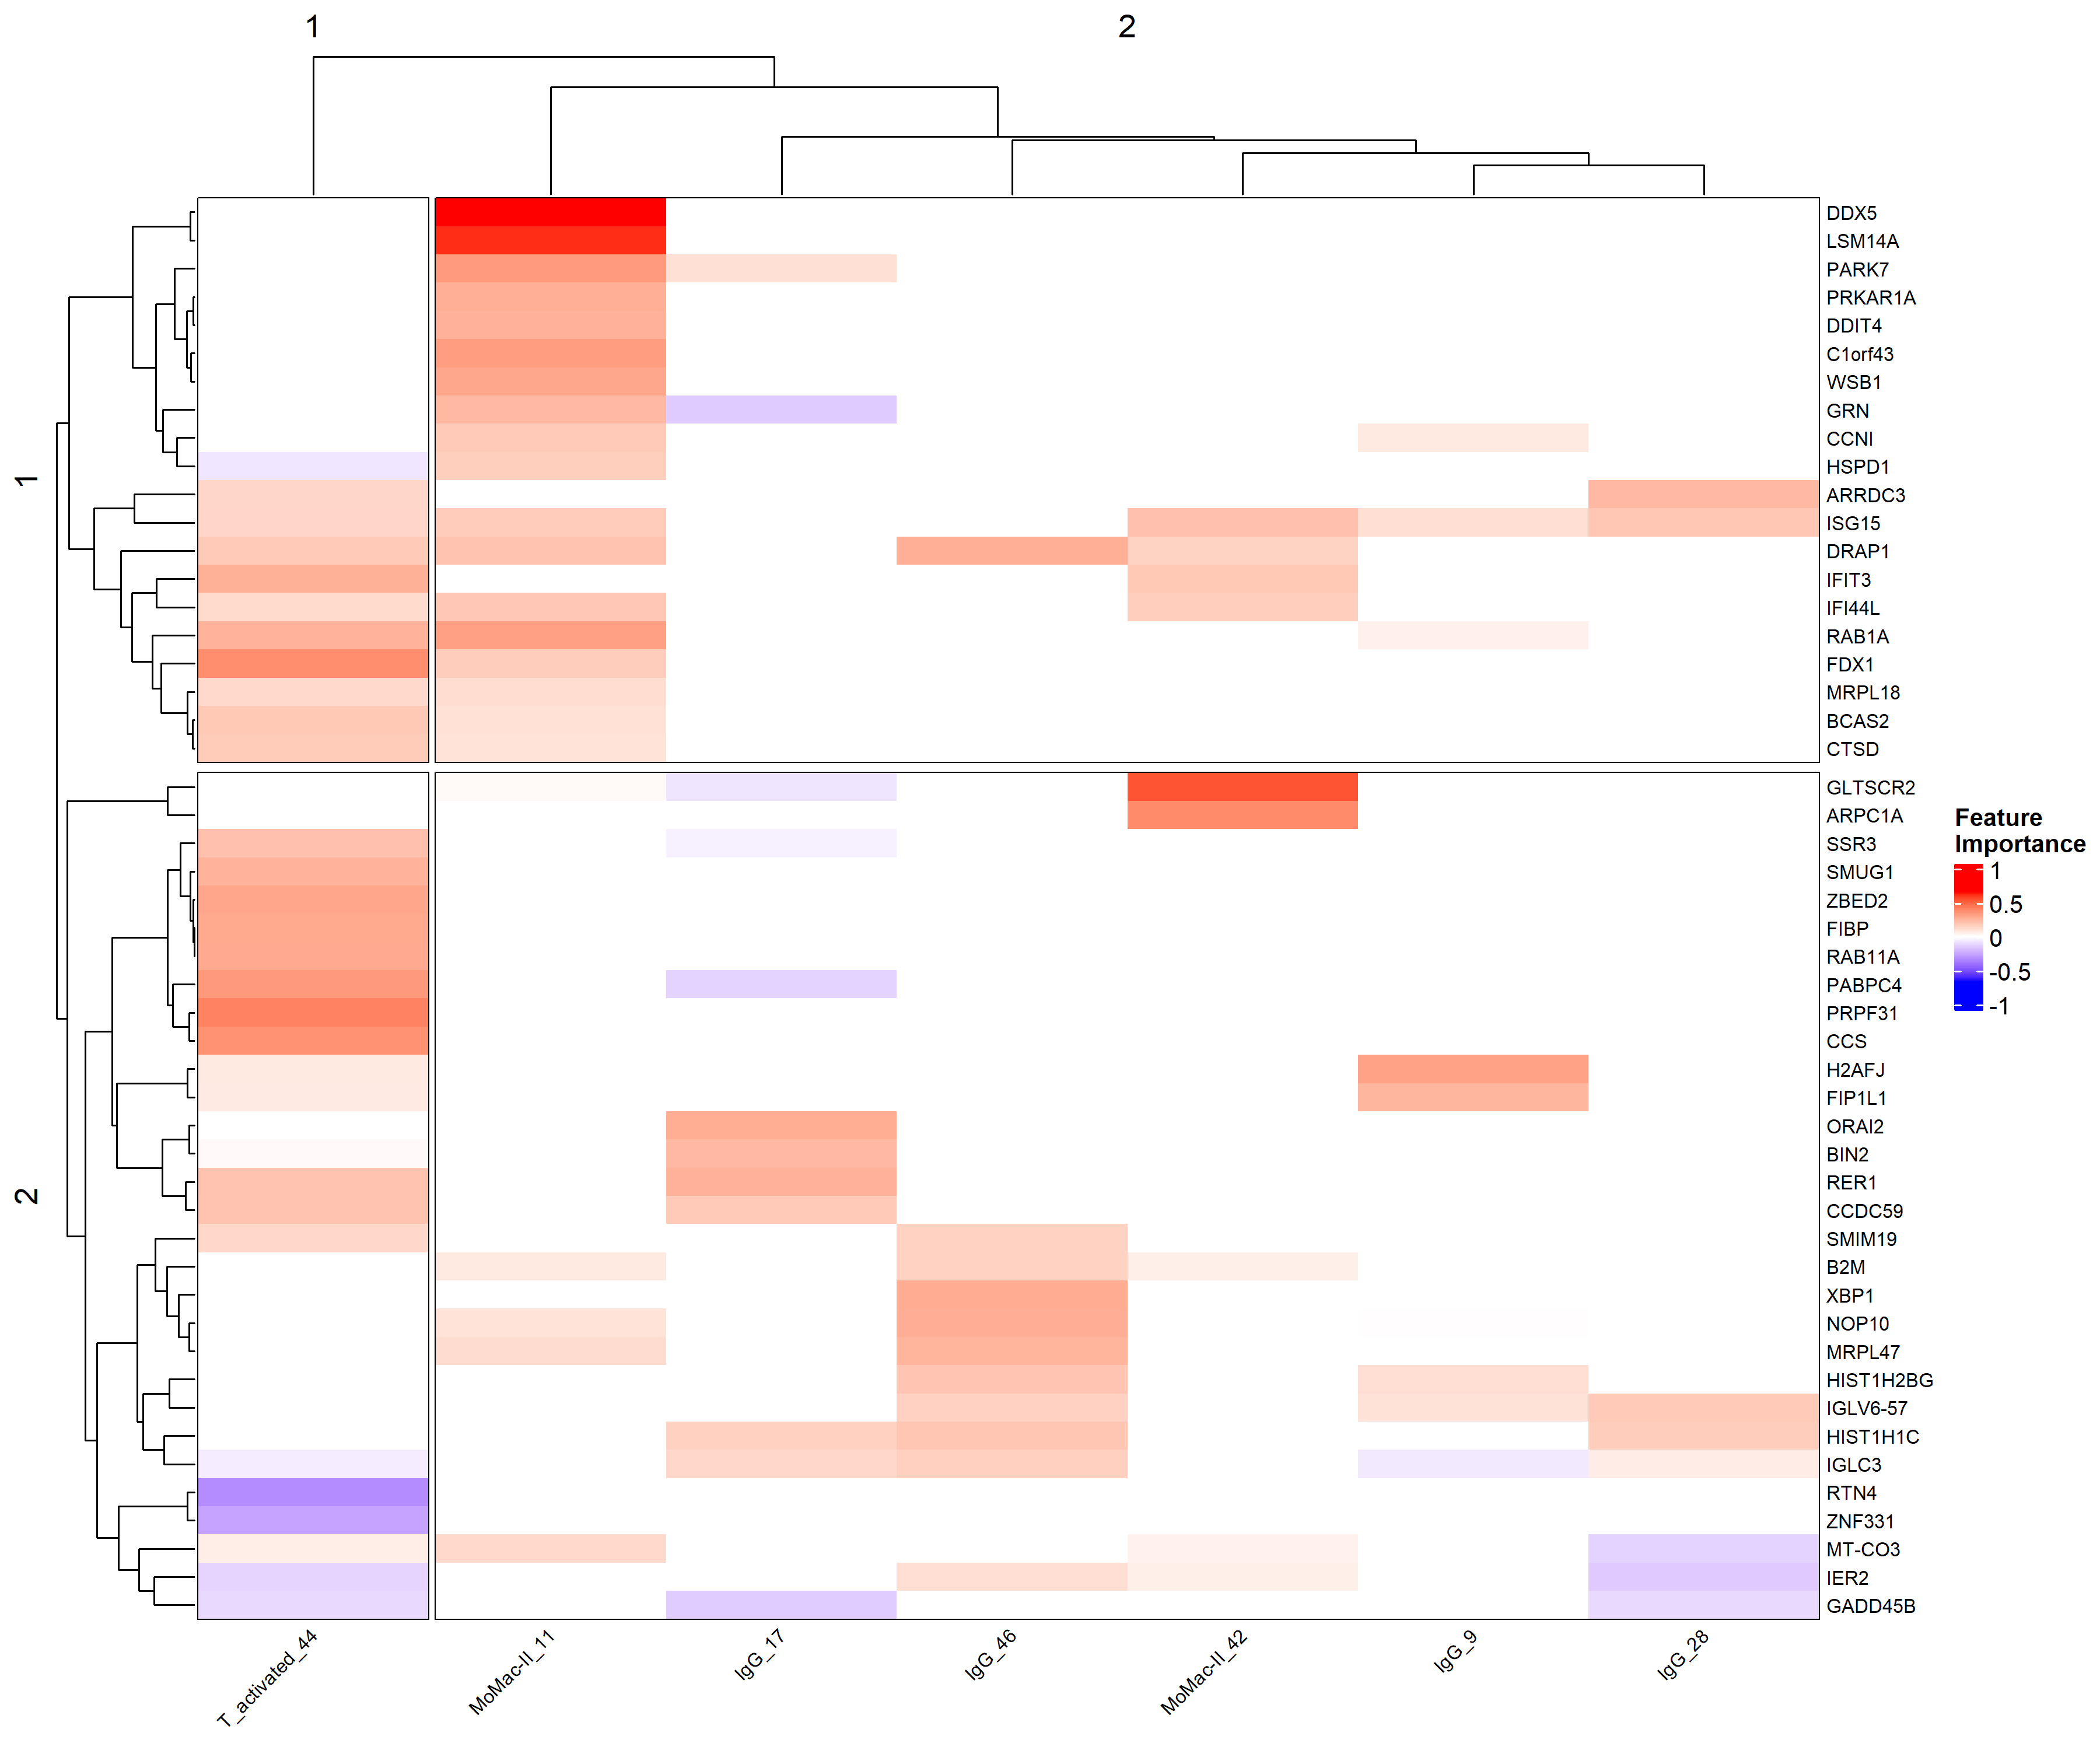 1
2
1
DDX5
LSM14A
PARK7
PRKAR1A
DDIT4
C1orf43
WSB1
GRN
CCNI
HSPD1
ARRDC3
ISG15
DRAP1
IFIT3
IFI44L
RAB1A
FDX1
MRPL18
BCAS2
CTSD
2
GLTSCR2
ARPC1A
SSR3
SMUG1
ZBED2
FIBP
RAB11A
PABPC4
PRPF31
CCS
H2AFJ
FIP1L1
ORAI2
BIN2
RER1
CCDC59
SMIM19
B2M
XBP1
NOP10
MRPL47
HIST1H2BG
IGLV6-57
HIST1H1C
IGLC3
RTN4
ZNF331
MT-CO3
IER2
GADD45B
T_activated_44
MoMac-II_11
IgG_17
IgG_46
MoMac-II_42
IgG_9
IgG_28
Feature
Importance
1
0.5
0
-0.5
-1